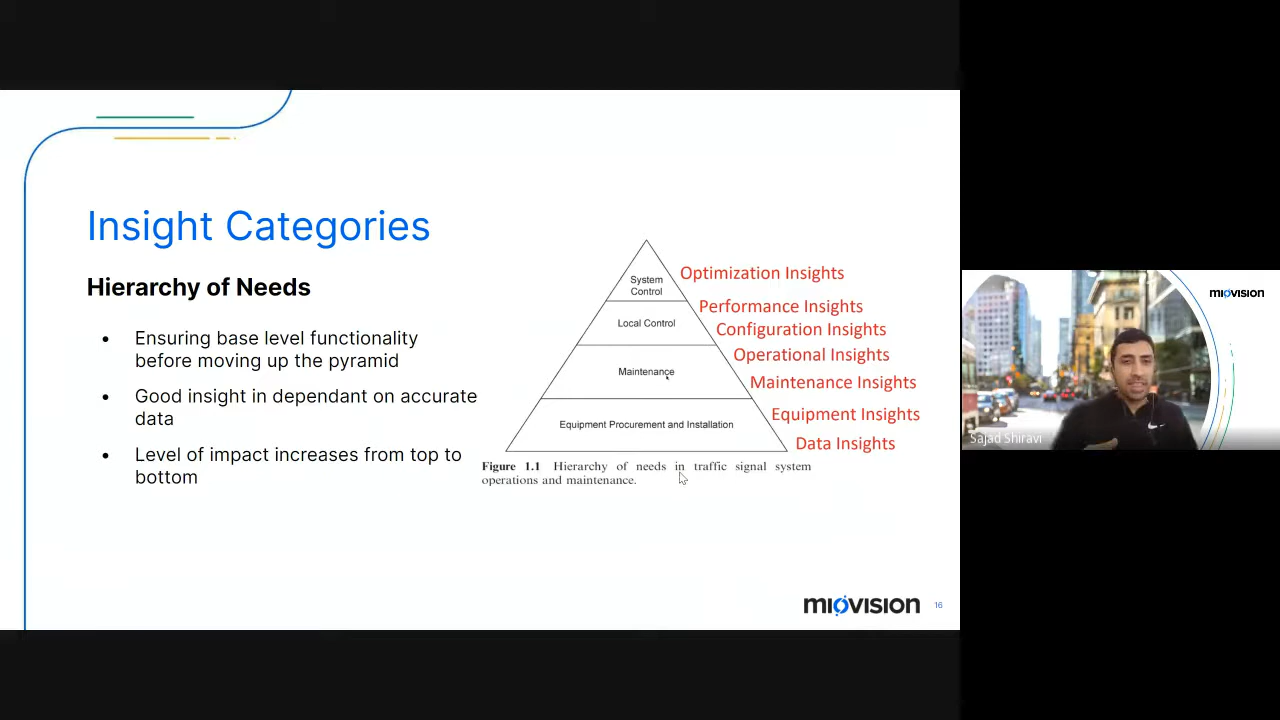 Insight Categories
Hierarchy of Needs
• Ensuring base level functionality
before moving up the pyramid
• Good insight in dependant on accurate
data
• Level of impact increases from top to
bottom
System
Control
Local Control
Maintenance
Equipment Procurement and Installation
Optimization Insights
Performance Insights
Configuration Insights
Operational Insights
Maintenance Insights
Equipment Insights
Data Insights
Figure 1.1 Hierarchy of needs in traffic signal system
operations and maintenance.
miovision
16
miovision
Sajad Shiravi